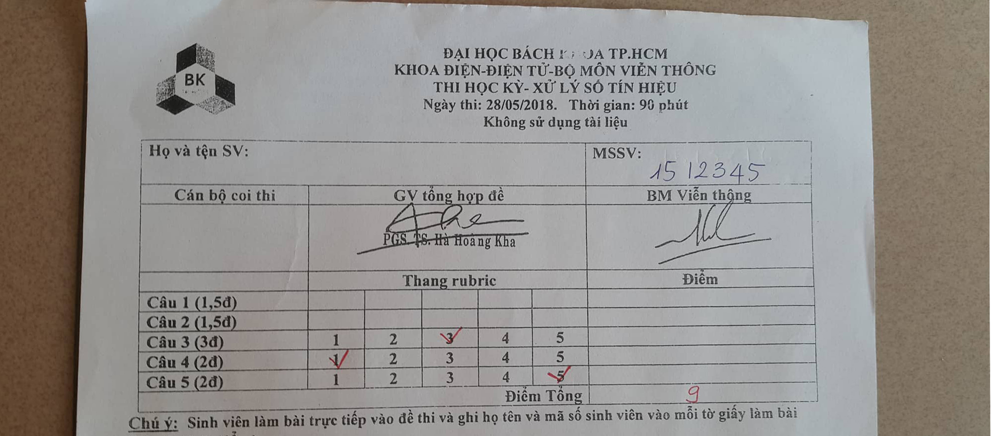 BK
ĐẠI HỌC BÁCH TP.HCM
KHOA ĐIỆN-ĐIỆN TỬ-BỘ MÔN VIỄN THÔNG
THI HỌC KỲ- XỬ LÝ SỐ TÍN HIỆU
Ngày thi: 28/05/2018. Thời gian: 90 phút
Không sử dụng tài liệu
Họ và tện SV: MSSV:
15 12345
Cán bộ coi thi GV tổng hợp đề BM Viễn thông
PGS. TS. Hà Hoàng Kha
Thang rubric Điểm
Câu 1 (1,5đ)
Câu 2 (1,5đ)
Câu 3 (3đ) 1 2 3 4 5
Câu 4 (2đ) 1 2 3 4 5
Câu 5 (2đ) 1 2 3 4 5
Điểm Tổng 9
Chú ý: Sinh viên làm bài trực tiếp vào đề thi và ghi họ tên và mã số sinh viên vào mỗi tờ giấy làm bài